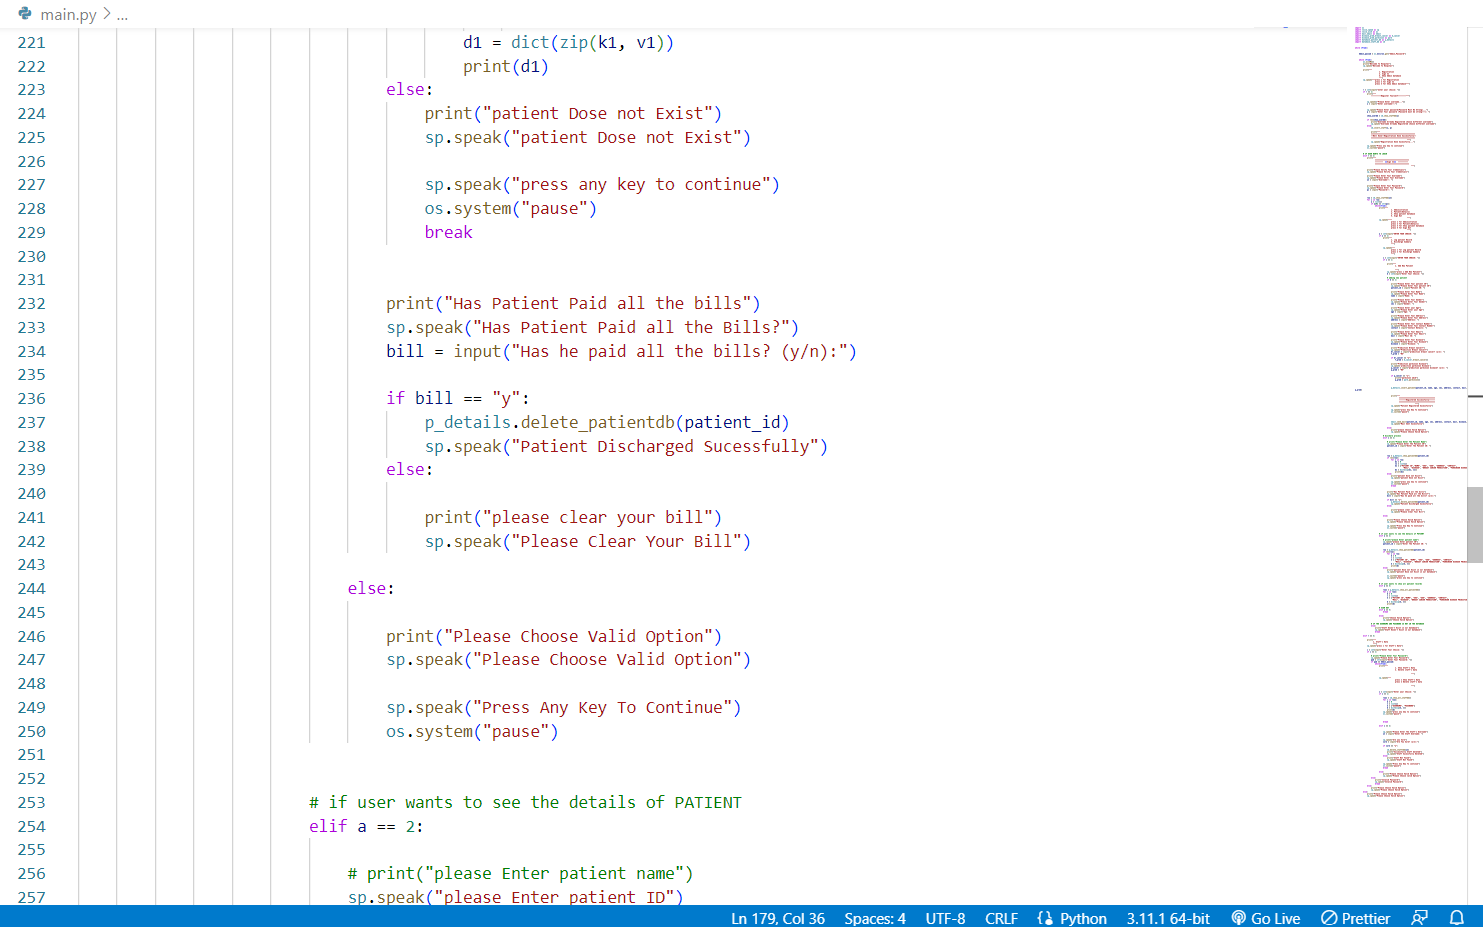 main.py > ...
221 d1 = dict(zip(k1, v1))
222 print(d1)
223 else:
224 print("patient Dose not Exist")
225 sp.speak("patient Dose not Exist")
226
227 sp.speak("press any key to continue")
228 os.system("pause")
229 break
230
231
232 print("Has Patient Paid all the bills")
233 sp.speak("Has Patient Paid all the Bills?")
234 bill = input("Has he paid all the bills? (y/n):")
235
236 if bill == "y":
237 p_details.delete_patientdb(patient_id)
238 sp.speak("Patient Discharged Sucessfully")
239 else:
240
241 print("please clear your bill")
242 sp.speak("Please Clear Your Bill")
243
244 else:
245
246 print("Please Choose Valid Option")
247 sp.speak("Please Choose Valid Option")
248
249 sp.speak("Press Any Key To Continue")
250 os.system("pause")
251
252
253 # if user wants to see the details of PATIENT
254 elif a == 2:
255
256 # print("please Enter patient name")
257 sp.speak("please Enter patient ID")
Ln 179, Col 36 Spaces: 4 UTF-8 CRLF Python 3.11.1 64-bit Go Live Prettier